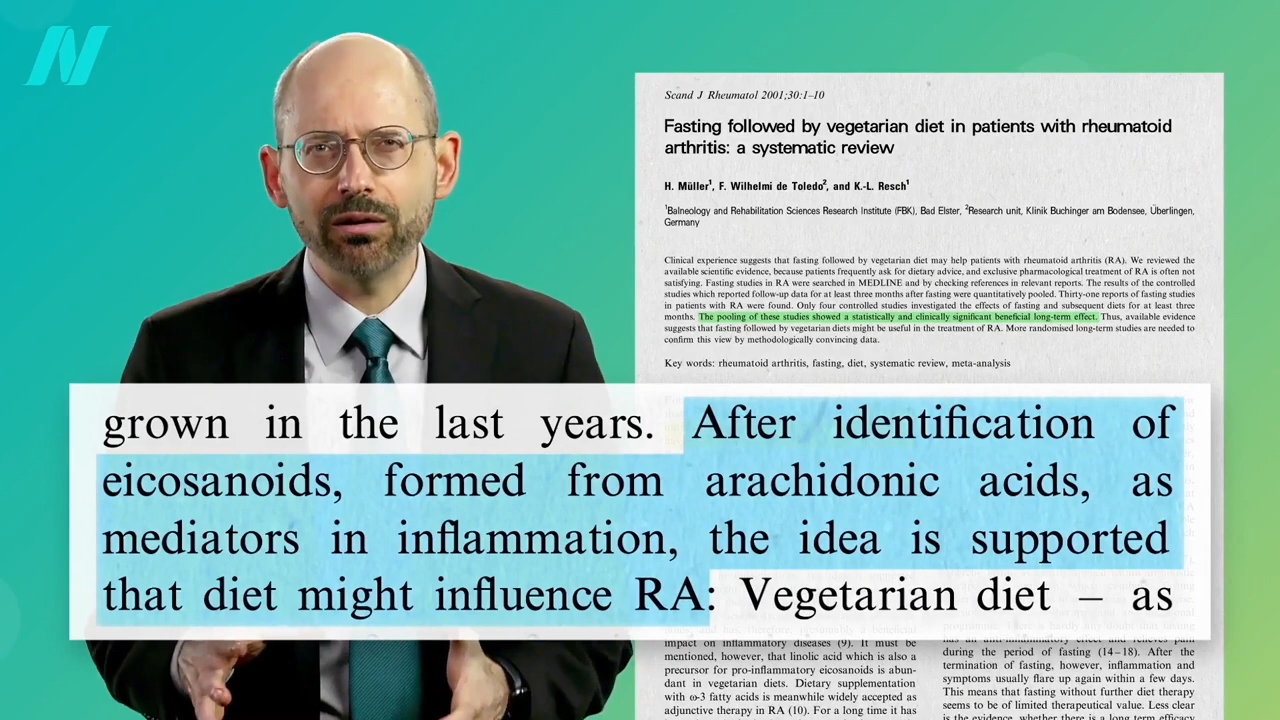 Scand J Rheumatol 2001;30:1–10
Fasting followed by vegetarian diet in patients with rheumatoid
arthritis: a systematic review
H. Müller1, F. Wilhelmi de Toledo2, and K.-L. Resch1
1Balneology and Rehabilitation Sciences Research Institute (FBK), Bad Elster, 2Research unit, Klinik Buchinger am Bodensee, Überlingen,
Germany
Clinical experience suggests that fasting followed by vegetarian diet may help patients with rheumatoid arthritis (RA). We reviewed the
available scientific evidence, because patients frequently ask for dietary advice, and exclusive pharmacological treatment of RA is often not
satisfying. Fasting studies in RA were searched in MEDLINE and by checking references in relevant reports. The results of the controlled
studies which reported follow-up data for at least three months after fasting were quantitatively pooled. Thirty-one reports of fasting studies
in patients with RA were found. Only four controlled studies investigated the effects of fasting and subsequent diets for at least three
months. The pooling of these studies showed a statistically and clinically significant beneficial long-term effect. Thus, available evidence
suggests that fasting followed by vegetarian diets might be useful in the treatment of RA. More randomised long-term studies are needed to
confirm this view by methodologically convincing data.
Key words: rheumatoid arthritis, fasting, diet, systematic review, meta-analysis
grown in the last years. After identification of
eicosanoids, formed from arachidonic acids, as
mediators in inflammation, the idea is supported
that diet might influence RA: Vegetarian diet – as
impact on inflammatory diseases (9). It must be
mentioned, however, that linolic acid which is also a
precursor for pro-inflammatory eicosanoids is abun-
dant in vegetarian diets. Dietary supplementation
with ω-3 fatty acids is meanwhile widely accepted as
adjunctive therapy in RA (10). For a long time it has
has an anti-inflammatory effect and relieves pain
during the period of fasting (14–18). After the
termination of fasting, however, inflammation and
symptoms usually flare up again within a few days.
This means that fasting without further diet therapy
seems to be of limited therapeutical value. Less clear
is the evidence, whether there is a long term efficacy